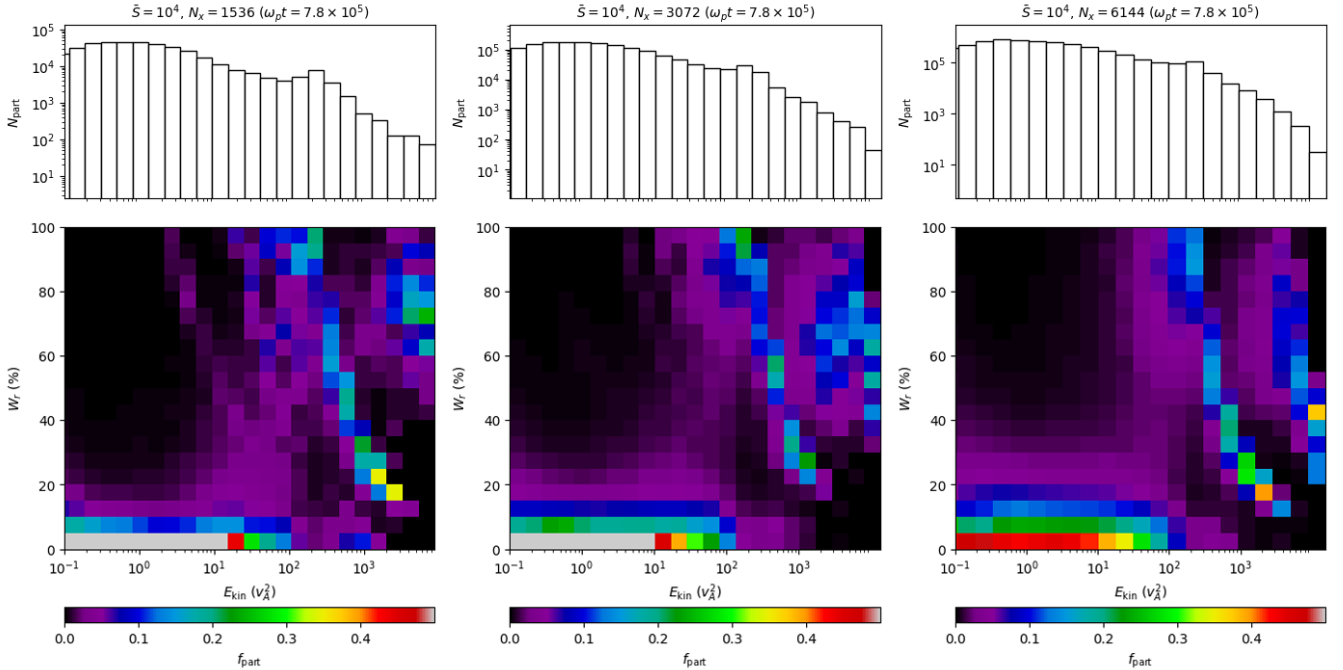 S̄ = 10⁴, Nₓ = 1536 (ωₚt = 7.8 × 10⁵)
10⁵
10⁴
10³
10²
10¹
N_part
100
80
60
40
20
0
W_r (%)
10⁻¹ 10⁰ 10¹ 10² 10³
E_kin (v_A²)
0.0 0.1 0.2 0.3 0.4
f_part
S̄ = 10⁴, Nₓ = 3072 (ωₚt = 7.8 × 10⁵)
10⁵
10⁴
10³
10²
10¹
N_part
100
80
60
40
20
0
W_r (%)
10⁻¹ 10⁰ 10¹ 10² 10³
E_kin (v_A²)
0.0 0.1 0.2 0.3 0.4
f_part
S̄ = 10⁴, Nₓ = 6144 (ωₚt = 7.8 × 10⁵)
10⁵
10³
10¹
N_part
100
80
60
40
20
0
W_r (%)
10⁻¹ 10⁰ 10¹ 10² 10³
E_kin (v_A²)
0.0 0.1 0.2 0.3 0.4
f_part